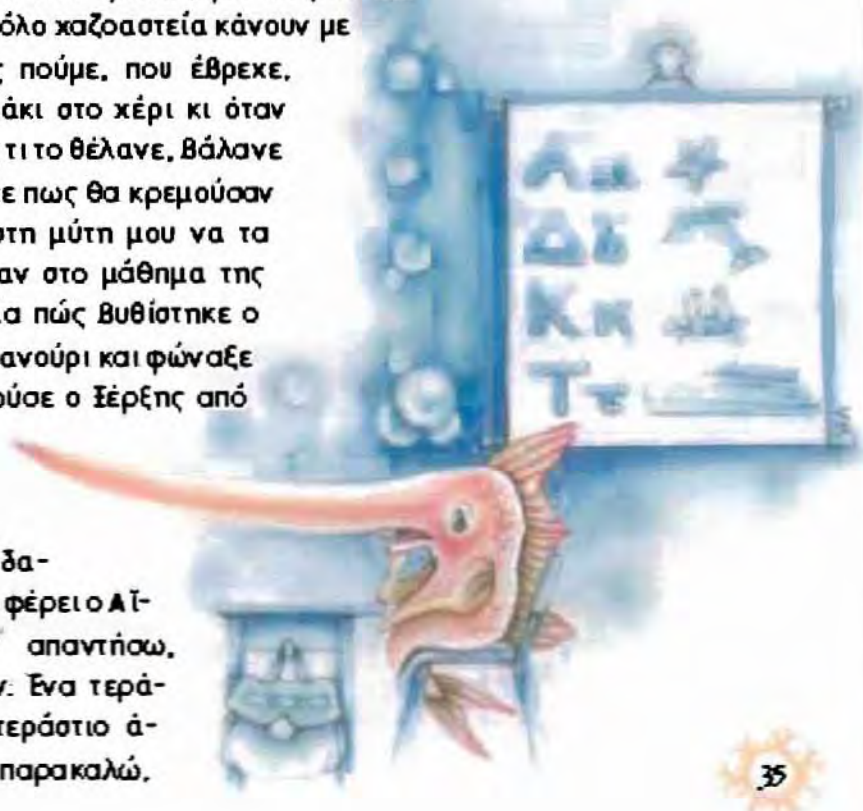 όλο χαζοαστεία κάνουν με
πούμε, που έβρεχε,
άκι στο χέρι κι όταν
τι το θέλανε, βάλανε
ε πως θα κρεμούσαν
στη μύτη μου να τα
αν στο μάθημα της
ια πώς βυθίστηκε ο
ανούρι και φώναξε
ούσε ο Ξέρξης από
δα-
φέρει ο Αϊ-
απαντήσω,
ν: Ένα τερά-
τεράστιο ά-
παρακαλώ,
Α α
Δ δ
Κ κ
Τ τ
35